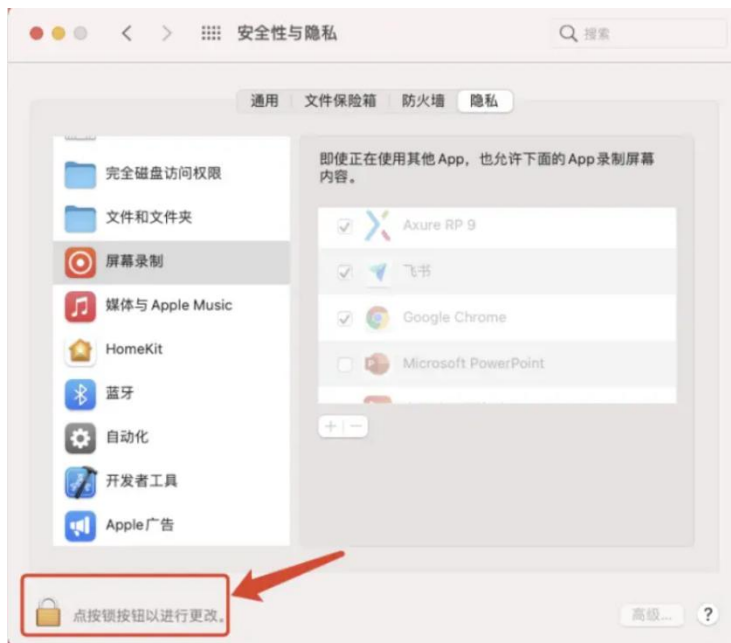 安全性与隐私
搜索
通用 文件保险箱 防火墙 隐私
完全磁盘访问权限
文件和文件夹
屏幕录制
媒体与 Apple Music
HomeKit
蓝牙
自动化
开发者工具
Apple广告
即使正在使用其他 App，也允许下面的 App 录制屏幕
内容。
Axure RP 9
飞书
Google Chrome
Microsoft PowerPoint
点按锁按钮以进行更改。
高级... ?